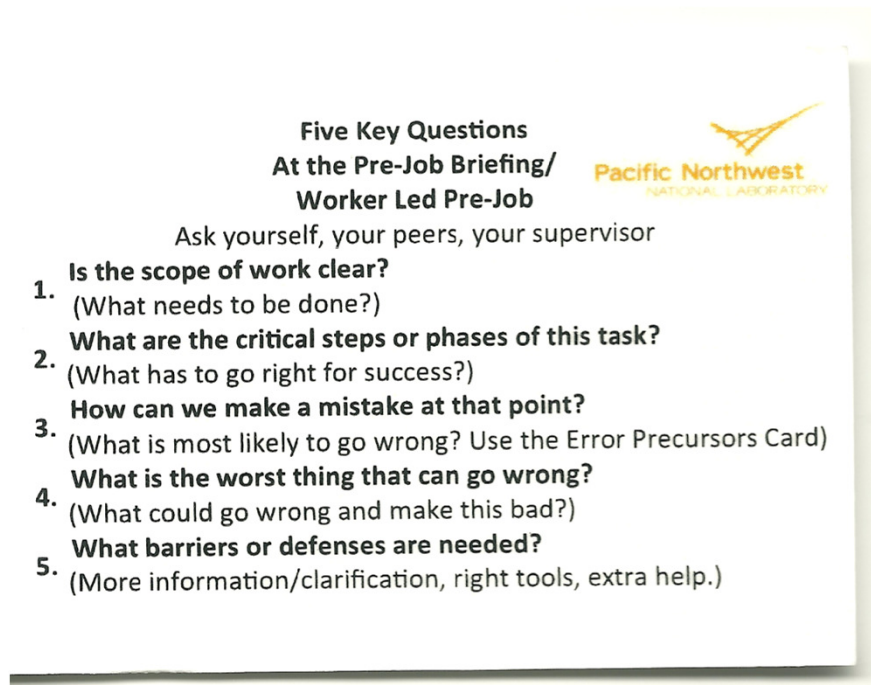 Five Key Questions
At the Pre-Job Briefing/
Worker Led Pre-Job
Pacific Northwest
NATIONAL LABORATORY
Ask yourself, your peers, your supervisor
1. Is the scope of work clear?
(What needs to be done?)
2. What are the critical steps or phases of this task?
(What has to go right for success?)
3. How can we make a mistake at that point?
(What is most likely to go wrong? Use the Error Precursors Card)
4. What is the worst thing that can go wrong?
(What could go wrong and make this bad?)
5. What barriers or defenses are needed?
(More information/clarification, right tools, extra help.)